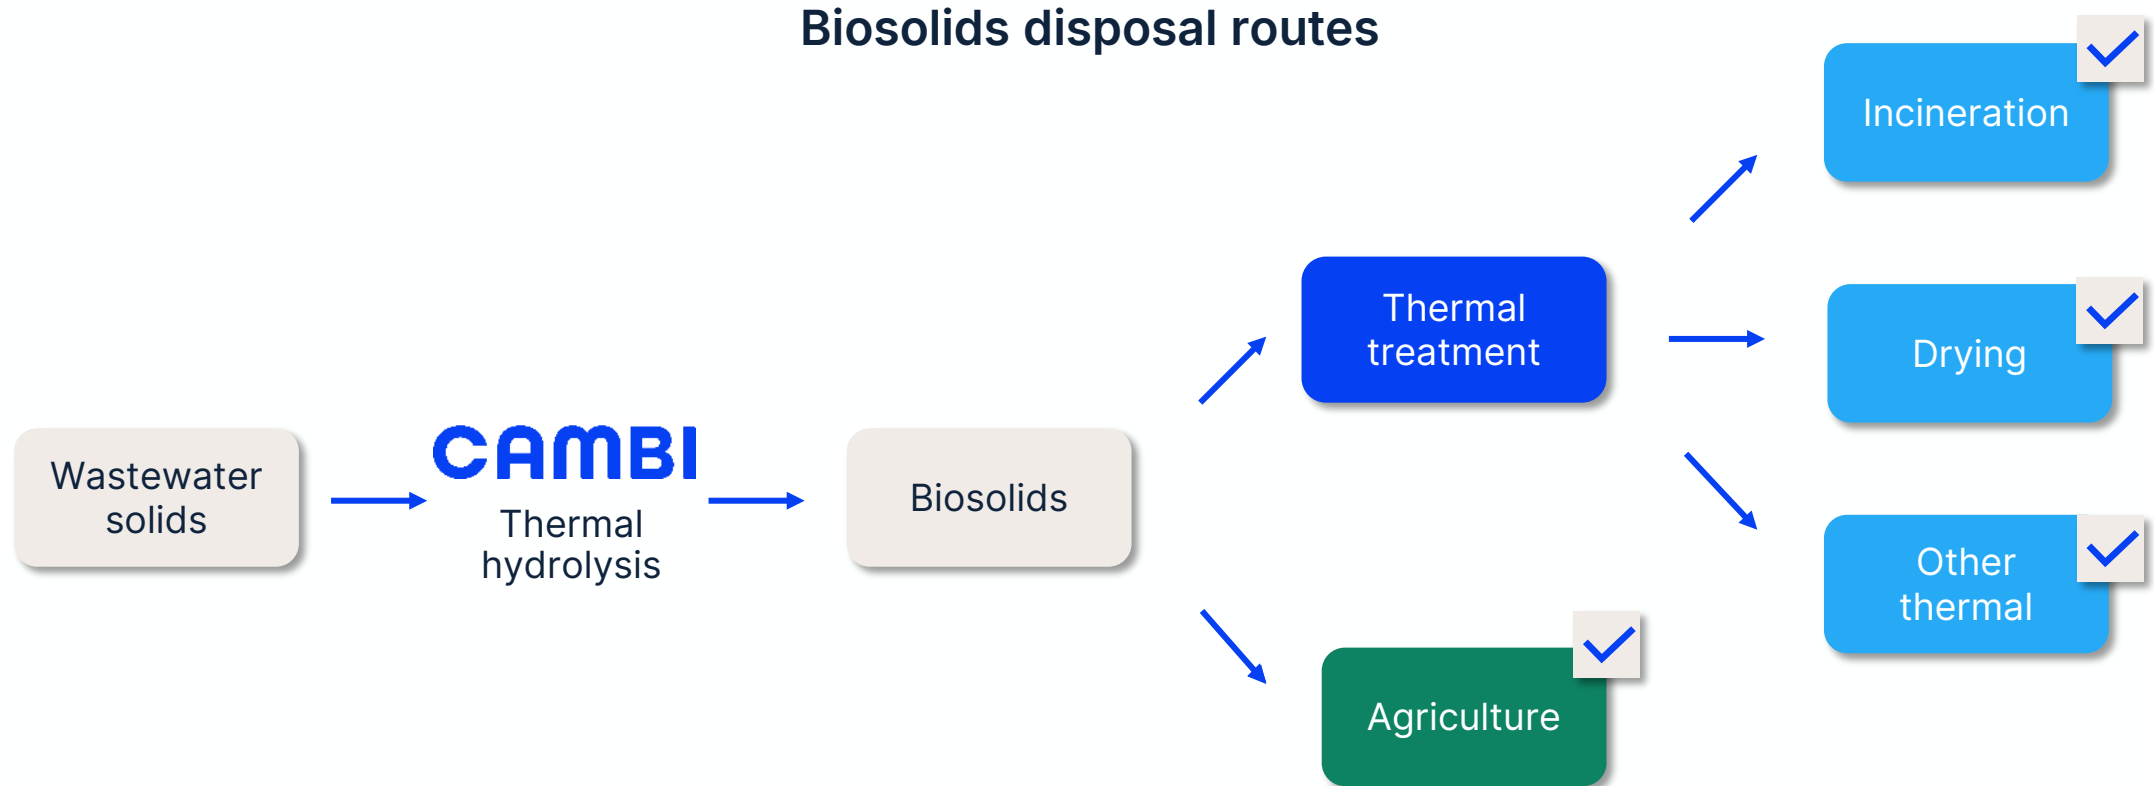 Biosolids disposal routes
Incineration
Thermal
treatment
Drying
Wastewater
solids
CAMBI
Thermal
hydrolysis
Biosolids
Other
thermal
Agriculture